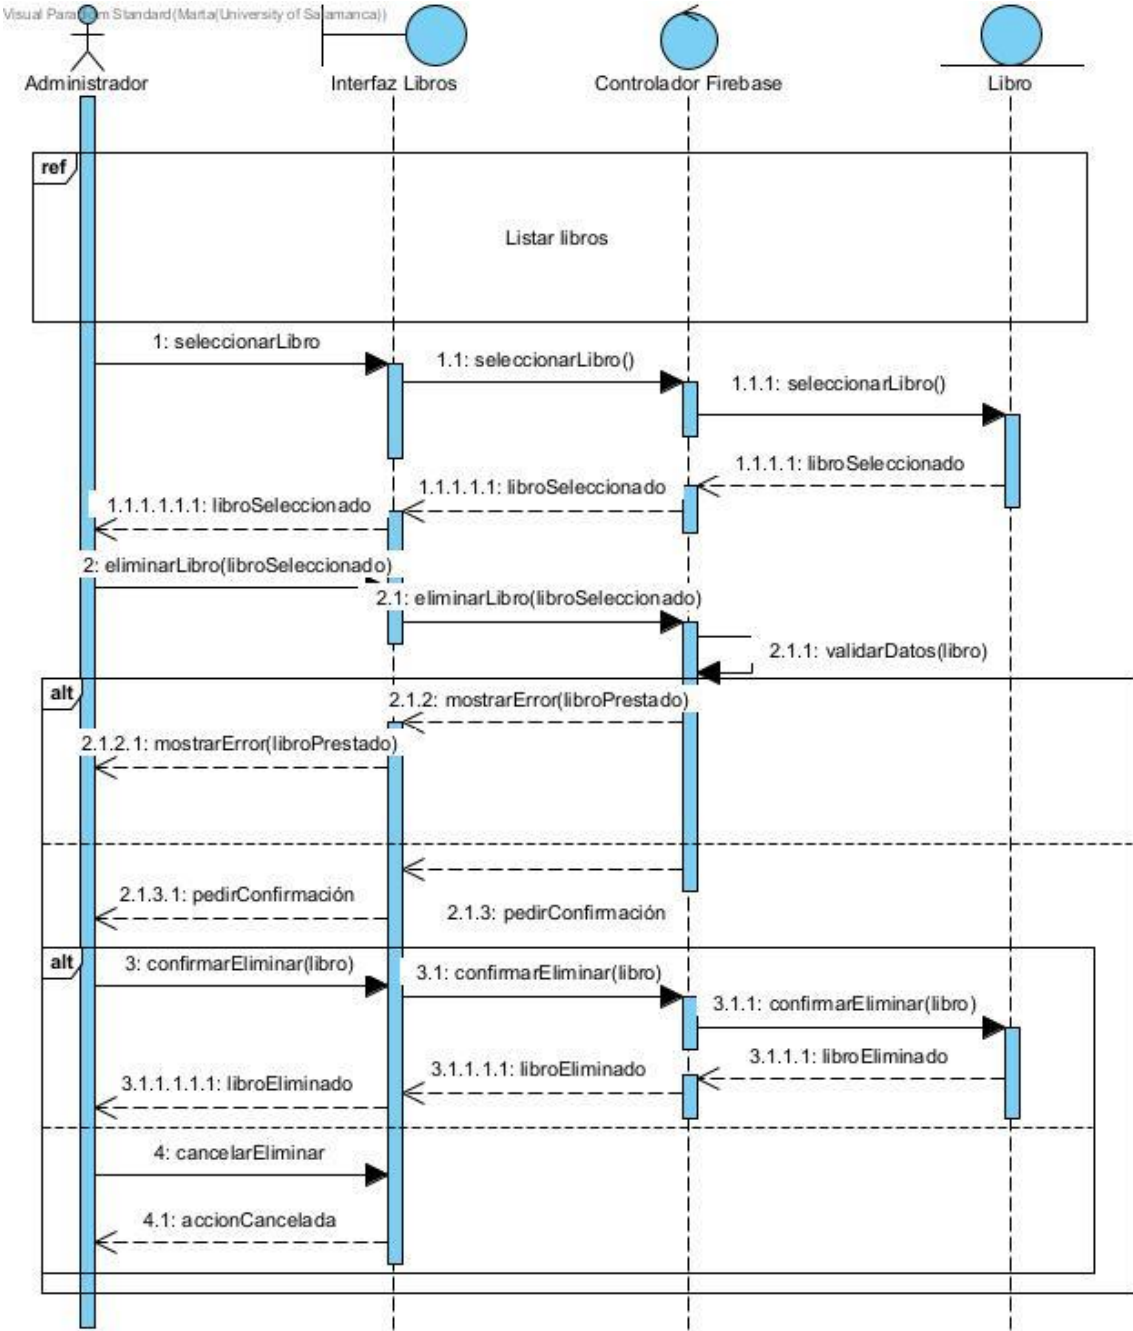 Visual Paradigm Standard(Marta(University of Salamanca))
Administrador
Interfaz Libros
Controlador Firebase
Libro
ref
Listar libros
1: seleccionarLibro
1.1: seleccionarLibro()
1.1.1: seleccionarLibro()
1.1.1.1: libroSeleccionado
1.1.1.1.1: libroSeleccionado
1.1.1.1.1.1: libroSeleccionado
2: eliminarLibro(libroSeleccionado)
2.1: eliminarLibro(libroSeleccionado)
2.1.1: validarDatos(libro)
alt
2.1.2: mostrarError(libroPrestado)
2.1.2.1: mostrarError(libroPrestado)
2.1.3.1: pedirConfirmación
2.1.3: pedirConfirmación
alt
3: confirmarEliminar(libro)
3.1: confirmarEliminar(libro)
3.1.1: confirmarEliminar(libro)
3.1.1.1: libroEliminado
3.1.1.1.1: libroEliminado
3.1.1.1.1.1: libroEliminado
4: cancelarEliminar
4.1: accionCancelada